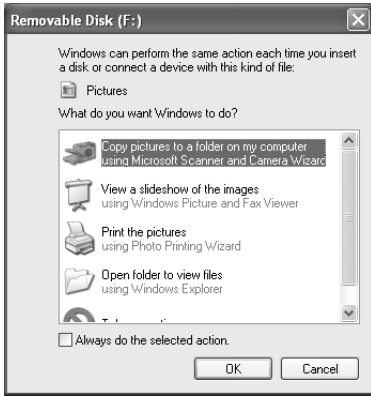 Removable Disk (F:)
Windows can perform the same action each time you insert
a disk or connect a device with this kind of file:
Pictures
What do you want Windows to do?
Copy pictures to a folder on my computer
using Microsoft Scanner and Camera Wizard
View a slideshow of the images
using Windows Picture and Fax Viewer
Print the pictures
using Photo Printing Wizard
Open folder to view files
using Windows Explorer
Always do the selected action.
OK
Cancel